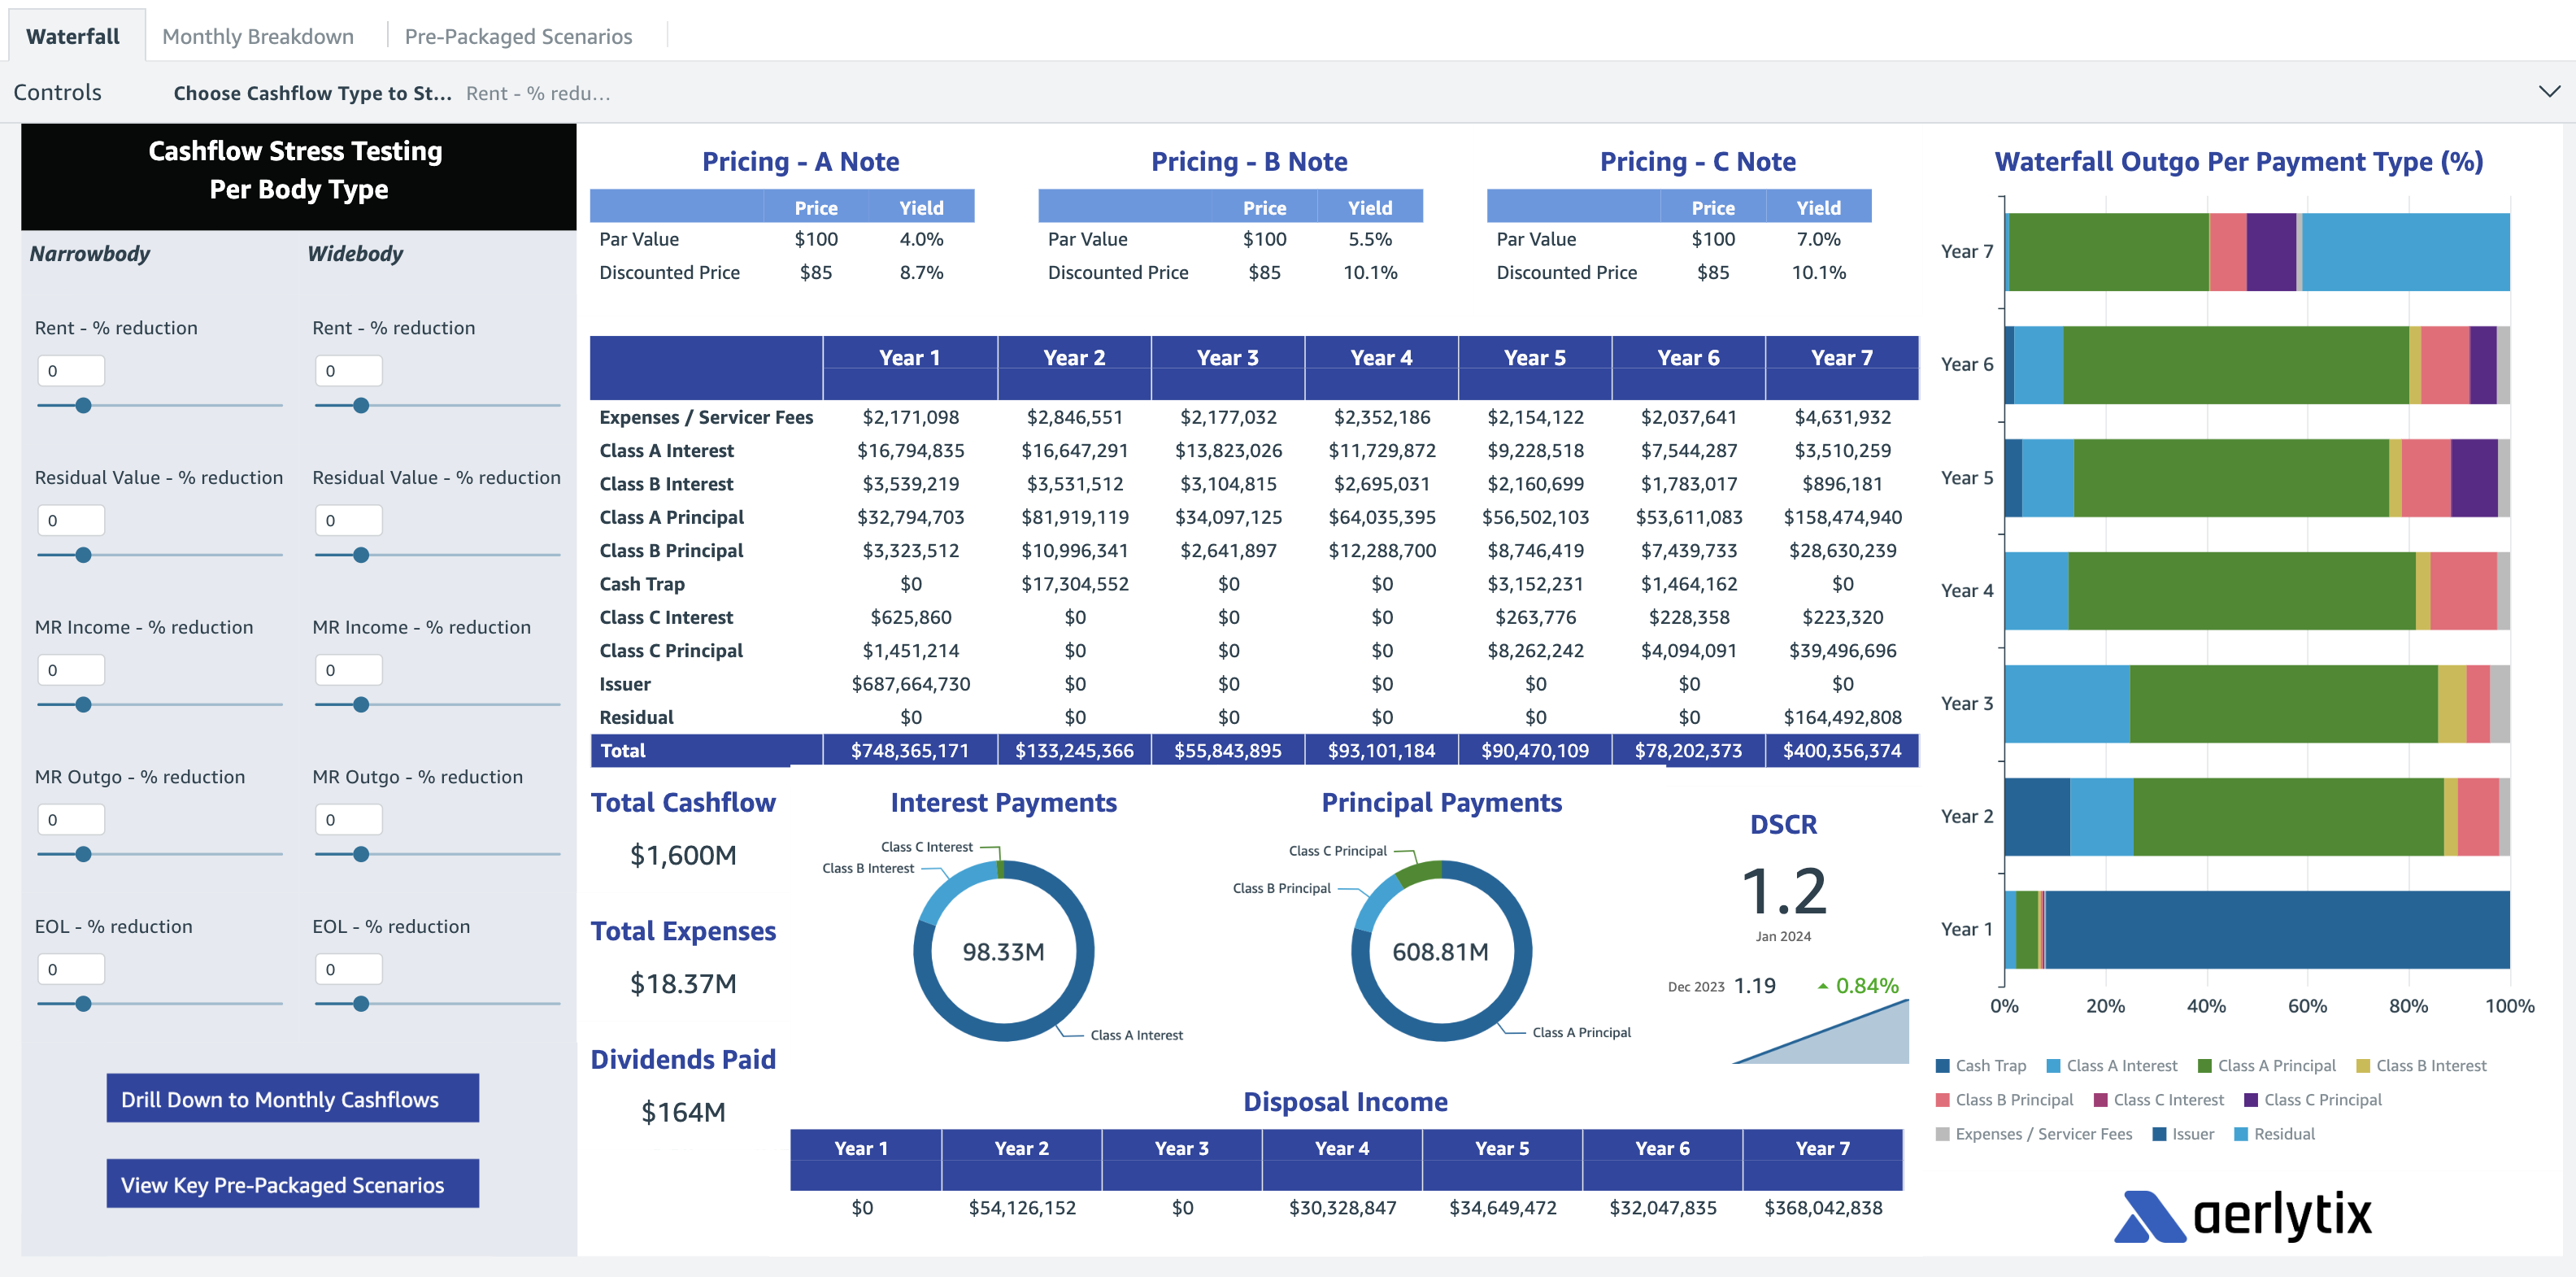 Waterfall Monthly Breakdown Pre-Packaged Scenarios
Controls Choose Cashflow Type to St... Rent - % redu...
Cashflow Stress Testing
Per Body Type
Narrowbody Widebody
Rent - % reduction Rent - % reduction
0 0
Residual Value - % reduction Residual Value - % reduction
0 0
MR Income - % reduction MR Income - % reduction
0 0
MR Outgo - % reduction MR Outgo - % reduction
0 0
EOL - % reduction EOL - % reduction
0 0
Drill Down to Monthly Cashflows
View Key Pre-Packaged Scenarios
Pricing - A Note
Price Yield
Par Value $100 4.0%
Discounted Price $85 8.7%
Pricing - B Note
Price Yield
Par Value $100 5.5%
Discounted Price $85 10.1%
Pricing - C Note
Price Yield
Par Value $100 7.0%
Discounted Price $85 10.1%
Year 1 Year 2 Year 3 Year 4 Year 5 Year 6 Year 7
Expenses / Servicer Fees $2,171,098 $2,846,551 $2,177,032 $2,352,186 $2,154,122 $2,037,641 $4,631,932
Class A Interest $16,794,835 $16,647,291 $13,823,026 $11,729,872 $9,228,518 $7,544,287 $3,510,259
Class B Interest $3,539,219 $3,531,512 $3,104,815 $2,695,031 $2,160,699 $1,783,017 $896,181
Class A Principal $32,794,703 $81,919,119 $34,097,125 $64,035,395 $56,502,103 $53,611,083 $158,474,940
Class B Principal $3,323,512 $10,996,341 $2,641,897 $12,288,700 $8,746,419 $7,439,733 $28,630,239
Cash Trap $0 $17,304,552 $0 $0 $3,152,231 $1,464,162 $0
Class C Interest $625,860 $0 $0 $0 $263,776 $228,358 $223,320
Class C Principal $1,451,214 $0 $0 $0 $8,262,242 $4,094,091 $39,496,696
Issuer $687,664,730 $0 $0 $0 $0 $0 $0
Residual $0 $0 $0 $0 $0 $0 $164,492,808
Total $748,365,171 $133,245,366 $55,843,895 $93,101,184 $90,470,109 $78,202,373 $400,356,374
Total Cashflow
$1,600M
Total Expenses
$18.37M
Dividends Paid
$164M
Interest Payments
Class C Interest
Class B Interest
98.33M
Class A Interest
Principal Payments
Class C Principal
Class B Principal
608.81M
Class A Principal
DSCR
1.2
Jan 2024
Dec 2023 1.19 0.84%
Disposal Income
Year 1 Year 2 Year 3 Year 4 Year 5 Year 6 Year 7
$0 $54,126,152 $0 $30,328,847 $34,649,472 $32,047,835 $368,042,838
Waterfall Outgo Per Payment Type (%)
Year 7
Year 6
Year 5
Year 4
Year 3
Year 2
Year 1
0% 20% 40% 60% 80% 100%
Cash Trap Class A Interest Class A Principal Class B Interest
Class B Principal Class C Interest Class C Principal
Expenses / Servicer Fees Issuer Residual
aerlytix